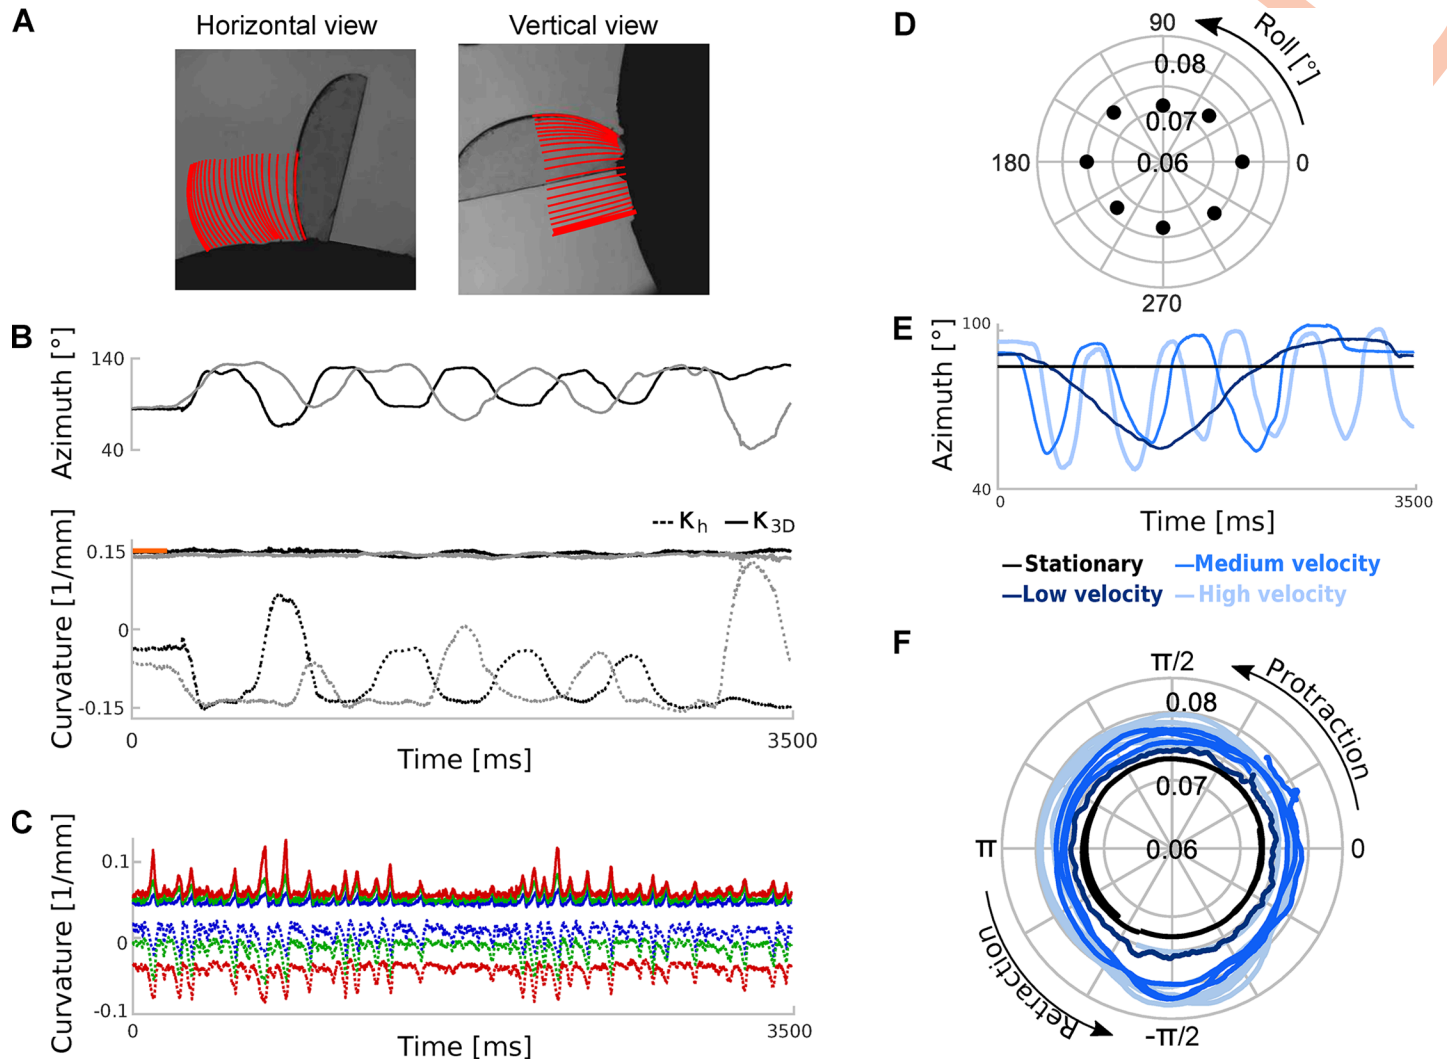 A
Horizontal view
Vertical view
B
Azimuth [°]
140
40
Curvature [1/mm]
0.15
0
-0.15
K h
K 3D
0
3500
Time [ms]
C
Curvature [1/mm]
0.1
0
-0.1
0
3500
Time [ms]
D
90
Roll [°]
0.08
0.07
0.06
180
0
270
E
Azimuth [°]
100
40
0
3500
Time [ms]
Stationary
Medium velocity
Low velocity
High velocity
F
π/2
Protraction
0.08
0.07
0.06
π
0
Retraction
-π/2